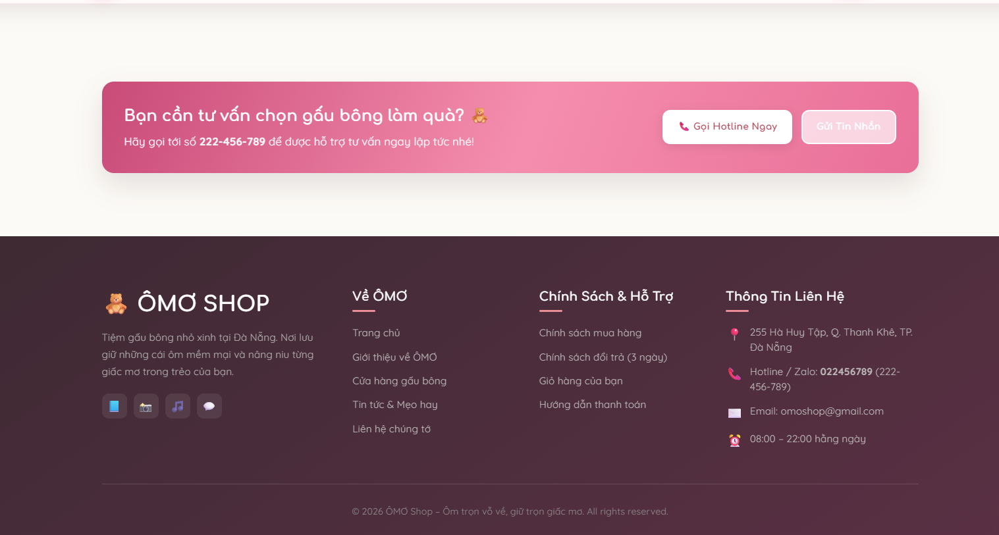 Bạn cần tư vấn chọn gấu bông làm quà? 🧸
Hãy gọi tới số 222-456-789 để được hỗ trợ tư vấn ngay lập tức nhé!
📞 Gọi Hotline Ngay
Gửi Tin Nhắn
🧸 ÔMƠ SHOP
Tiệm gấu bông nhỏ xinh tại Đà Nẵng. Nơi lưu
giữ những cái ôm mềm mại và nâng niu từng
giấc mơ trong trẻo của bạn.
Về ÔMƠ
Trang chủ
Giới thiệu về ÔMƠ
Cửa hàng gấu bông
Tin tức & Mẹo hay
Liên hệ chúng tớ
Chính Sách & Hỗ Trợ
Chính sách mua hàng
Chính sách đổi trả (3 ngày)
Giỏ hàng của bạn
Hướng dẫn thanh toán
Thông Tin Liên Hệ
255 Hà Huy Tập, Q. Thanh Khê, TP.
Đà Nẵng
Hotline / Zalo: 022456789 (222-
456-789)
Email: omoshop@gmail.com
08:00 – 22:00 hằng ngày
© 2026 ÔMƠ Shop – Ôm trọn vỗ về, giữ trọn giấc mơ. All rights reserved.